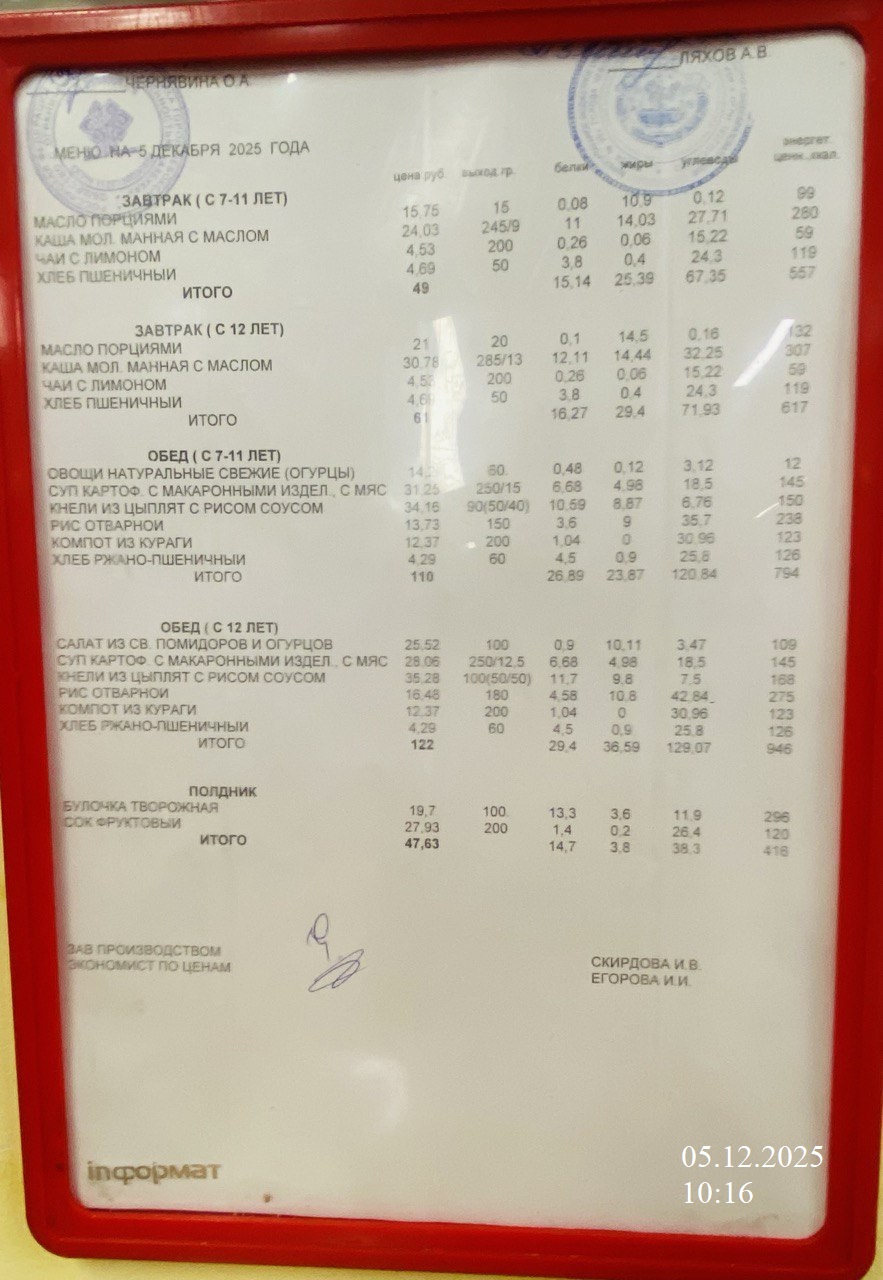 ЧЕРНЯВИНА О.А.
ЛЯХОВ А.В.
МЕНЮ НА 5 ДЕКАБРЯ 2025 ГОДА
цена руб. выход,гр. белки жиры углеводы энергет. ценн.,ккал.
ЗАВТРАК ( С 7-11 ЛЕТ)
МАСЛО ПОРЦИЯМИ 15,75 15 0,08 10,9 0,12 99
КАША МОЛ. МАННАЯ С МАСЛОМ 24,03 245/9 11 14,03 27,71 280
ЧАЙ С ЛИМОНОМ 4,53 200 0,26 0,06 15,22 59
ХЛЕБ ПШЕНИЧНЫЙ 4,69 50 3,8 0,4 24,3 119
ИТОГО 49 15,14 25,39 67,35 557
ЗАВТРАК ( С 12 ЛЕТ)
МАСЛО ПОРЦИЯМИ 21 20 0,1 14,5 0,16 132
КАША МОЛ. МАННАЯ С МАСЛОМ 30,78 285/13 12,11 14,44 32,25 307
ЧАЙ С ЛИМОНОМ 200 0,26 0,06 15,22 59
ХЛЕБ ПШЕНИЧНЫЙ 50 3,8 0,4 24,3 119
ИТОГО 61 16,27 29,4 71,93 617
ОБЕД ( С 7-11 ЛЕТ)
ОВОЩИ НАТУРАЛЬНЫЕ СВЕЖИЕ (ОГУРЦЫ) 60. 0,48 0,12 3,12 12
СУП КАРТОФ. С МАКАРОННЫМИ ИЗДЕЛ., С МЯС 31,25 250/15 6,68 4,98 18,5 145
КНЕЛИ ИЗ ЦЫПЛЯТ С РИСОМ СОУСОМ 34,16 90(50/40) 10,59 8,87 6,76 150
РИС ОТВАРНОЙ 13,73 150 3,6 9 35,7 238
КОМПОТ ИЗ КУРАГИ 12,37 200 1,04 0 30,96 123
ХЛЕБ РЖАНО-ПШЕНИЧНЫЙ 4,29 60 4,5 0,9 25,8 126
ИТОГО 110 26,89 23,87 120,84 794
ОБЕД ( С 12 ЛЕТ)
САЛАТ ИЗ СВ. ПОМИДОРОВ И ОГУРЦОВ 25,52 100 0,9 10,11 3,47 109
СУП КАРТОФ. С МАКАРОННЫМИ ИЗДЕЛ., С МЯС 28,06 250/12,5 6,68 4,98 18,5 145
КНЕЛИ ИЗ ЦЫПЛЯТ С РИСОМ СОУСОМ 35,28 100(50/50) 11,7 9,8 7,5 168
РИС ОТВАРНОЙ 16,48 180 4,58 10,8 42,84 275
КОМПОТ ИЗ КУРАГИ 12,37 200 1,04 0 30,96 123
ХЛЕБ РЖАНО-ПШЕНИЧНЫЙ 4,29 60 4,5 0,9 25,8 126
ИТОГО 122 29,4 36,59 129,07 946
ПОЛДНИК
БУЛОЧКА ТВОРОЖНАЯ 19,7 100. 13,3 3,6 11,9 296
СОК ФРУКТОВЫЙ 27,93 200 1,4 0,2 26,4 120
ИТОГО 47,63 14,7 3,8 38,3 416
ЗАВ ПРОИЗВОДСТВОМ СКИРДОВА И.В.
ЭКОНОМИСТ ПО ЦЕНАМ ЕГОРОВА И.И.
inформат
05.12.2025
10:16